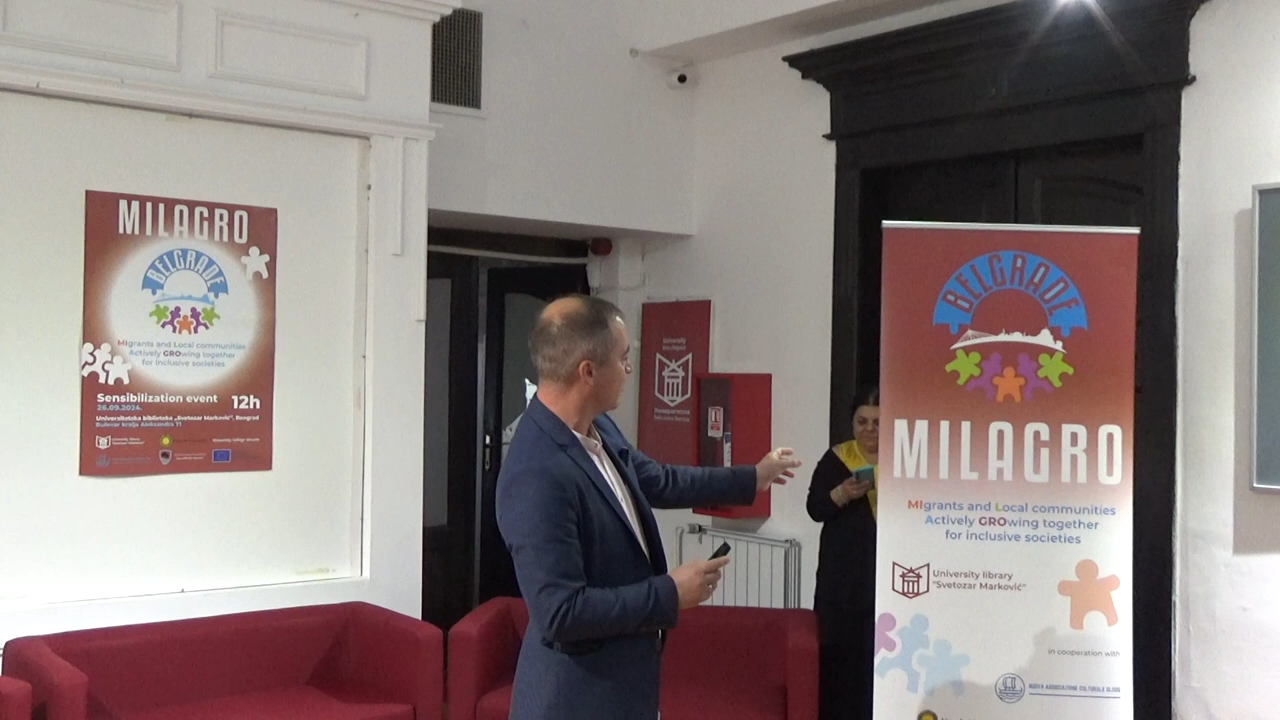 MILAGRO
BELGRADE
MIgrants and Local communities
Actively GROwing together
for inclusive societies
Sensibilization event
12h
26.09.2024.
Univerzitetska biblioteka „Svetozar Marković", Beograd
Bulevar kralja Aleksandra 71
University
BELGRADE
MILAGRO
MIgrants and Local communities
Actively GROwing together
for inclusive societies
University library
"Svetozar Marković"
in cooperation with